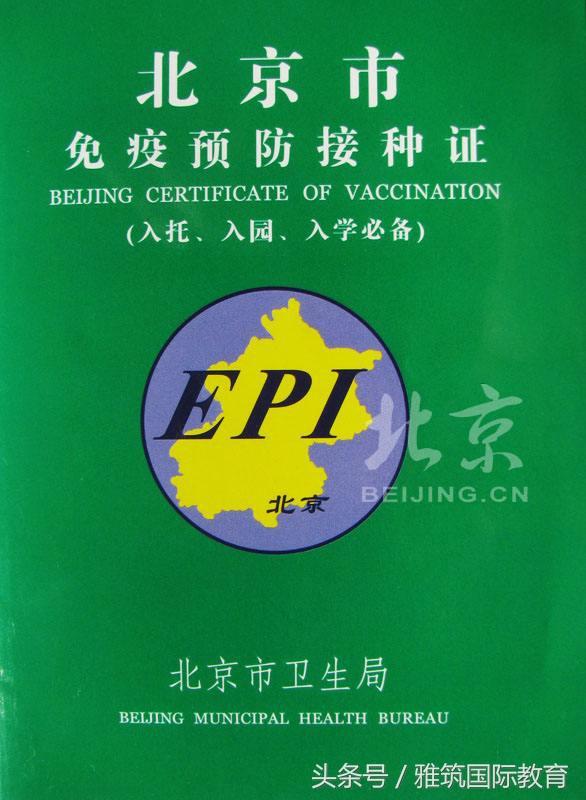 北京市
免疫预防接种证
BEIJING CERTIFICATE OF VACCINATION
(入托、入园、入学必备)
EPI
北京
北京
BEIJING.CN
北京市卫生局
BEIJING MUNICIPAL HEALTH BUREAU
头条号／雅筑国际教育